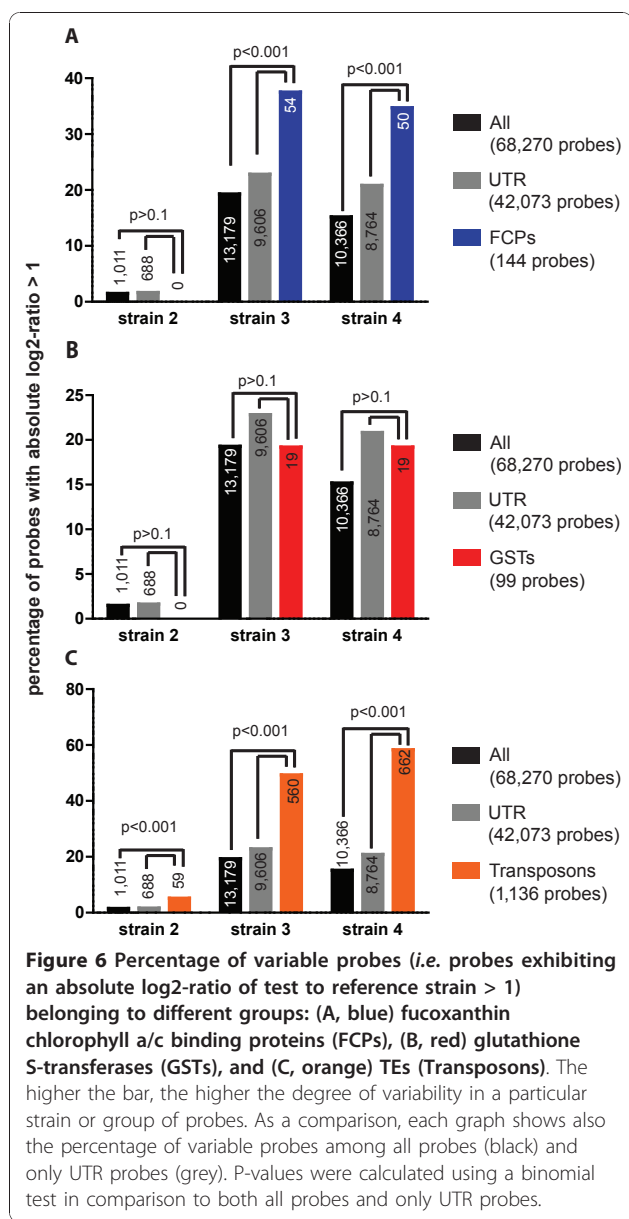 percentage of probes with absolute log2-ratio > 1
A
40
30
20
10
0
p>0.1
p<0.001
p<0.001
1,011
688
0
13,179
9,606
54
10,366
8,764
50
strain 2
strain 3
strain 4
All
(68,270 probes)
UTR
(42,073 probes)
FCPs
(144 probes)
B
25
20
15
10
5
0
p>0.1
p>0.1
p>0.1
1,011
688
0
13,179
9,606
19
10,366
8,764
19
strain 2
strain 3
strain 4
All
(68,270 probes)
UTR
(42,073 probes)
GSTs
(99 probes)
C
80
60
40
20
0
p<0.001
p<0.001
p<0.001
1,011
688
59
13,179
9,606
560
10,366
8,764
662
strain 2
strain 3
strain 4
All
(68,270 probes)
UTR
(42,073 probes)
Transposons
(1,136 probes)
Figure 6 Percentage of variable probes (i.e. probes exhibiting
an absolute log2-ratio of test to reference strain > 1)
belonging to different groups: (A, blue) fucoxanthin
chlorophyll a/c binding proteins (FCPs), (B, red) glutathione
S-transferases (GSTs), and (C, orange) TEs (Transposons). The
higher the bar, the higher the degree of variability in a particular
strain or group of probes. As a comparison, each graph shows also
the percentage of variable probes among all probes (black) and
only UTR probes (grey). P-values were calculated using a binomial
test in comparison to both all probes and only UTR probes.